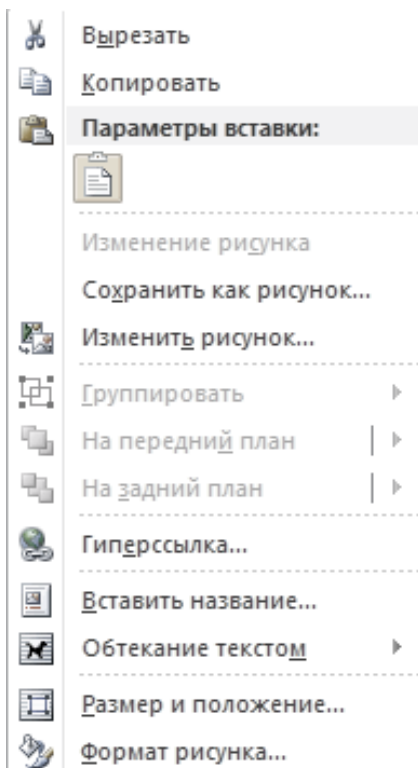 Вырезать
Копировать
Параметры вставки:
Изменение рисунка
Сохранить как рисунок...
Изменить рисунок...
Группировать
На передний план
На задний план
Гиперссылка...
Вставить название...
Обтекание текстом
Размер и положение...
Формат рисунка...